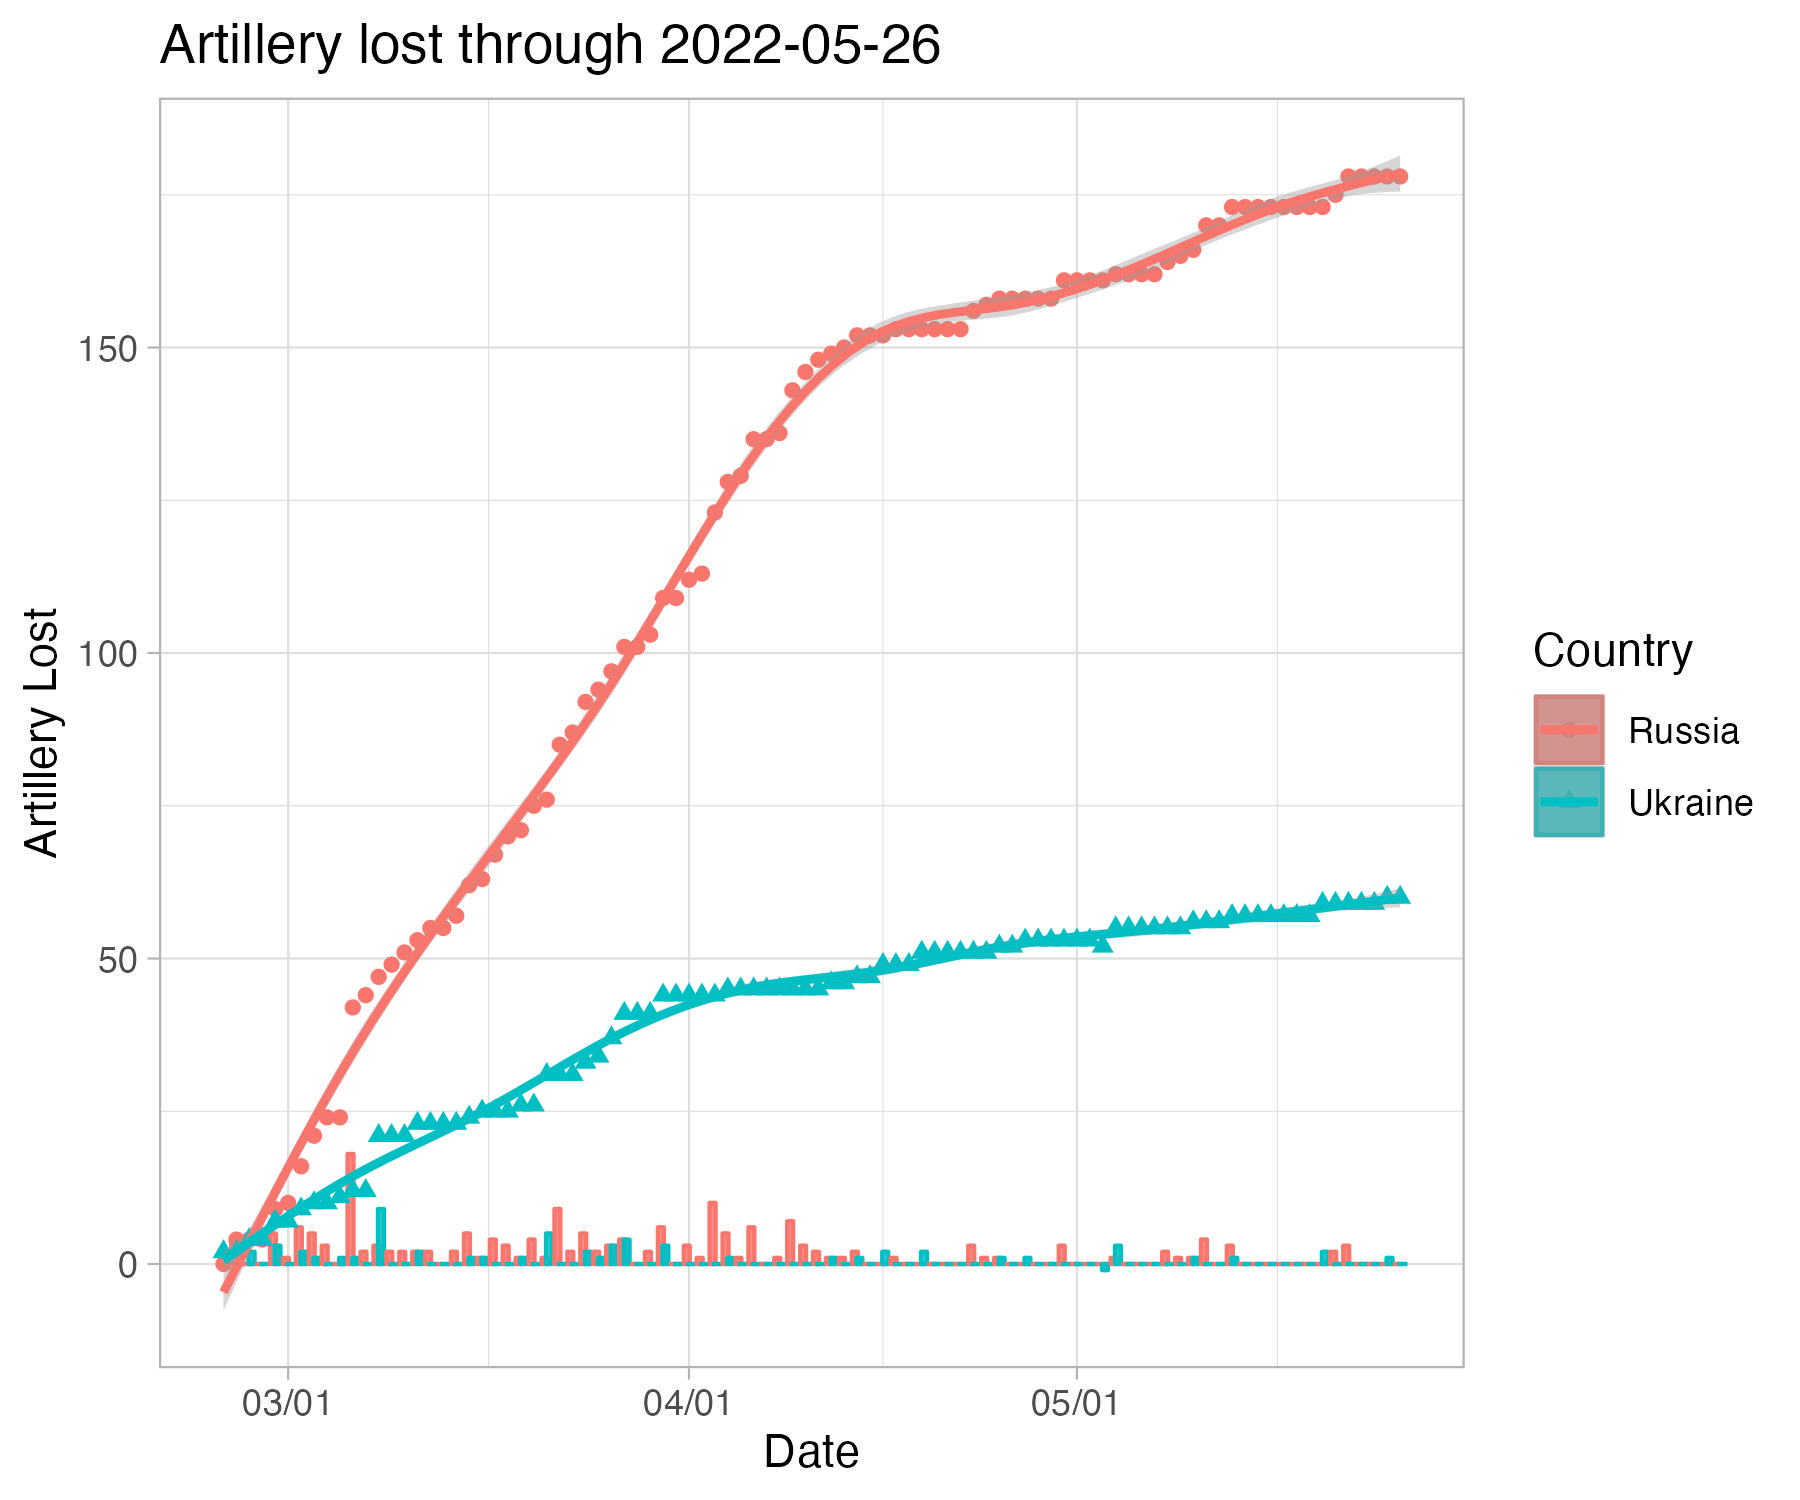 Artillery lost through 2022-05-26
Artillery Lost
150
100
50
0
03/01
04/01
05/01
Date
Country
Russia
Ukraine